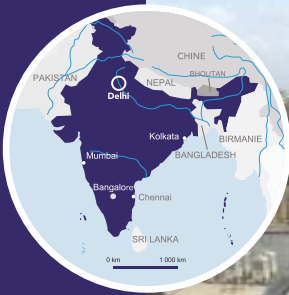 CHINE
PAKISTAN
NEPAL
BHOUTAN
Delhi
Kolkata
BIRMANIE
Mumbai
BANGLADESH
Bangalore
Chennai
SRI LANKA
0 km
1 000 km